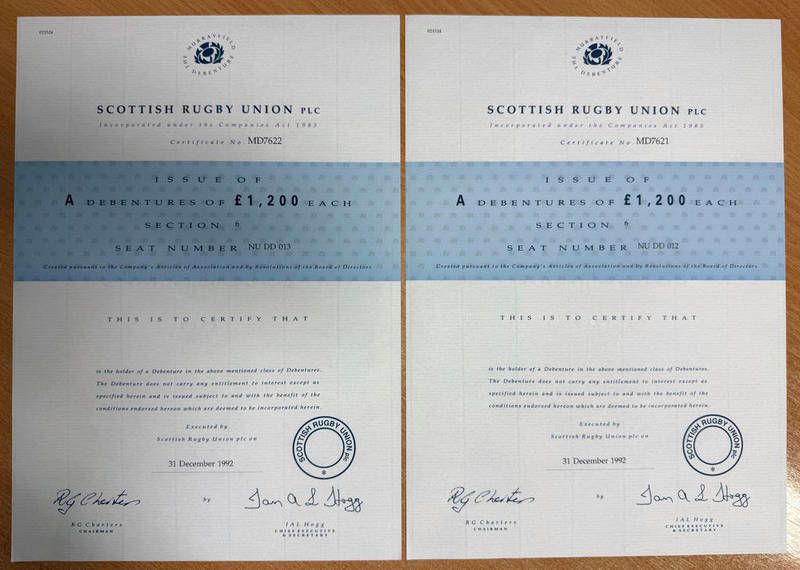 023524
THE MURRAYFIELD
DEBENTURE
SCOTTISH RUGBY UNION PLC
Incorporated under the Companies Act 1985
Certificate No MD7622
ISSUE OF
A DEBENTURES OF £1,200 EACH
SECTION 6
SEAT NUMBER NU DD 013
Created pursuant to the Company's Articles of Association and by Resolutions of the Board of Directors
THIS IS TO CERTIFY THAT
is the holder of a Debenture in the above mentioned class of Debentures.
The Debenture does not carry any entitlement to interest except as
specified herein and is issued subject to and with the benefit of the
conditions endorsed hereon which are deemed to be incorporated herein.
Executed by
Scottish Rugby Union plc on
31 December 1992
SCOTTISH RUGBY UNION plc
RG Charters by Ian A L Hogg
RG Charters
CHAIRMAN
IAL Hogg
CHIEF EXECUTIVE
& SECRETARY
THE MURRAYFIELD
DEBENTURE
SCOTTISH RUGBY UNION PLC
Incorporated under the Companies Act 1985
Certificate No MD7621
ISSUE OF
A DEBENTURES OF £1,200 EACH
SECTION 6
SEAT NUMBER NU DD 012
Created pursuant to the Company's Articles of Association and by Resolutions of the Board of Directors
THIS IS TO CERTIFY THAT
is the holder of a Debenture in the above mentioned class of Debentures.
The Debenture does not carry any entitlement to interest except as
specified herein and is issued subject to and with the benefit of the
conditions endorsed hereon which are deemed to be incorporated herein.
Executed by
Scottish Rugby Union plc on
31 December 1992
SCOTTISH RUGBY UNION plc
RG Charters by Ian A L Hogg
RG Charters
CHAIRMAN
IAL Hogg
CHIEF EXECUTIVE
& SECRETARY